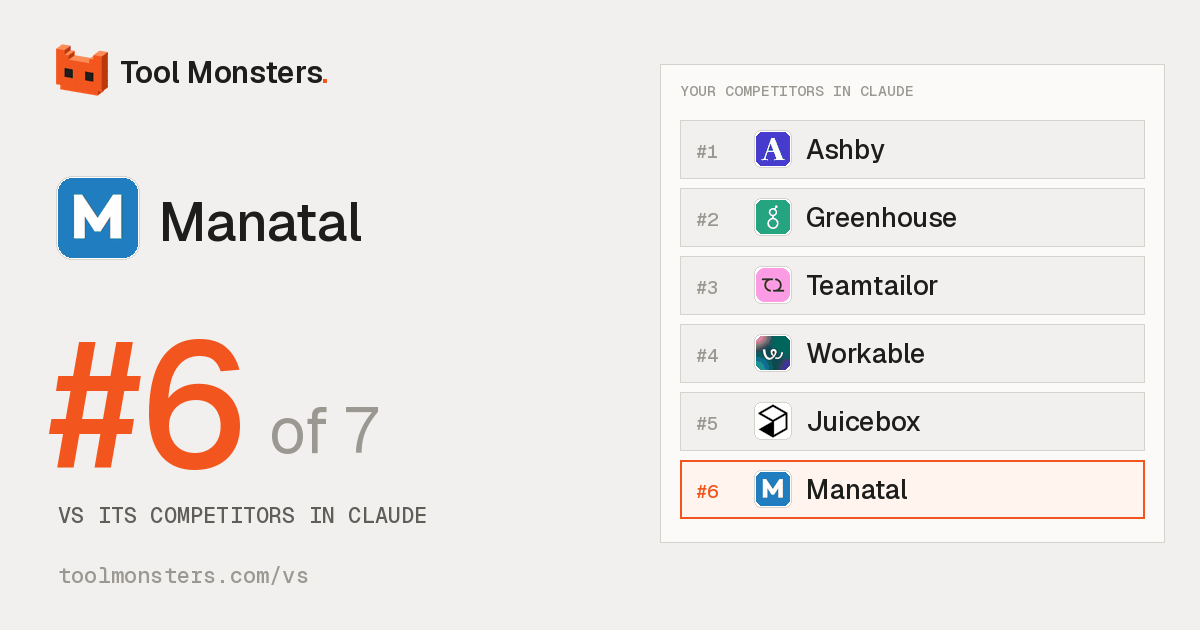 Tool Monsters.
M Manatal
#6 of 7
VS ITS COMPETITORS IN CLAUDE
toolmonsters.com/vs
YOUR COMPETITORS IN CLAUDE
#1 A Ashby
#2 Greenhouse
#3 Teamtailor
#4 Workable
#5 Juicebox
#6 M Manatal